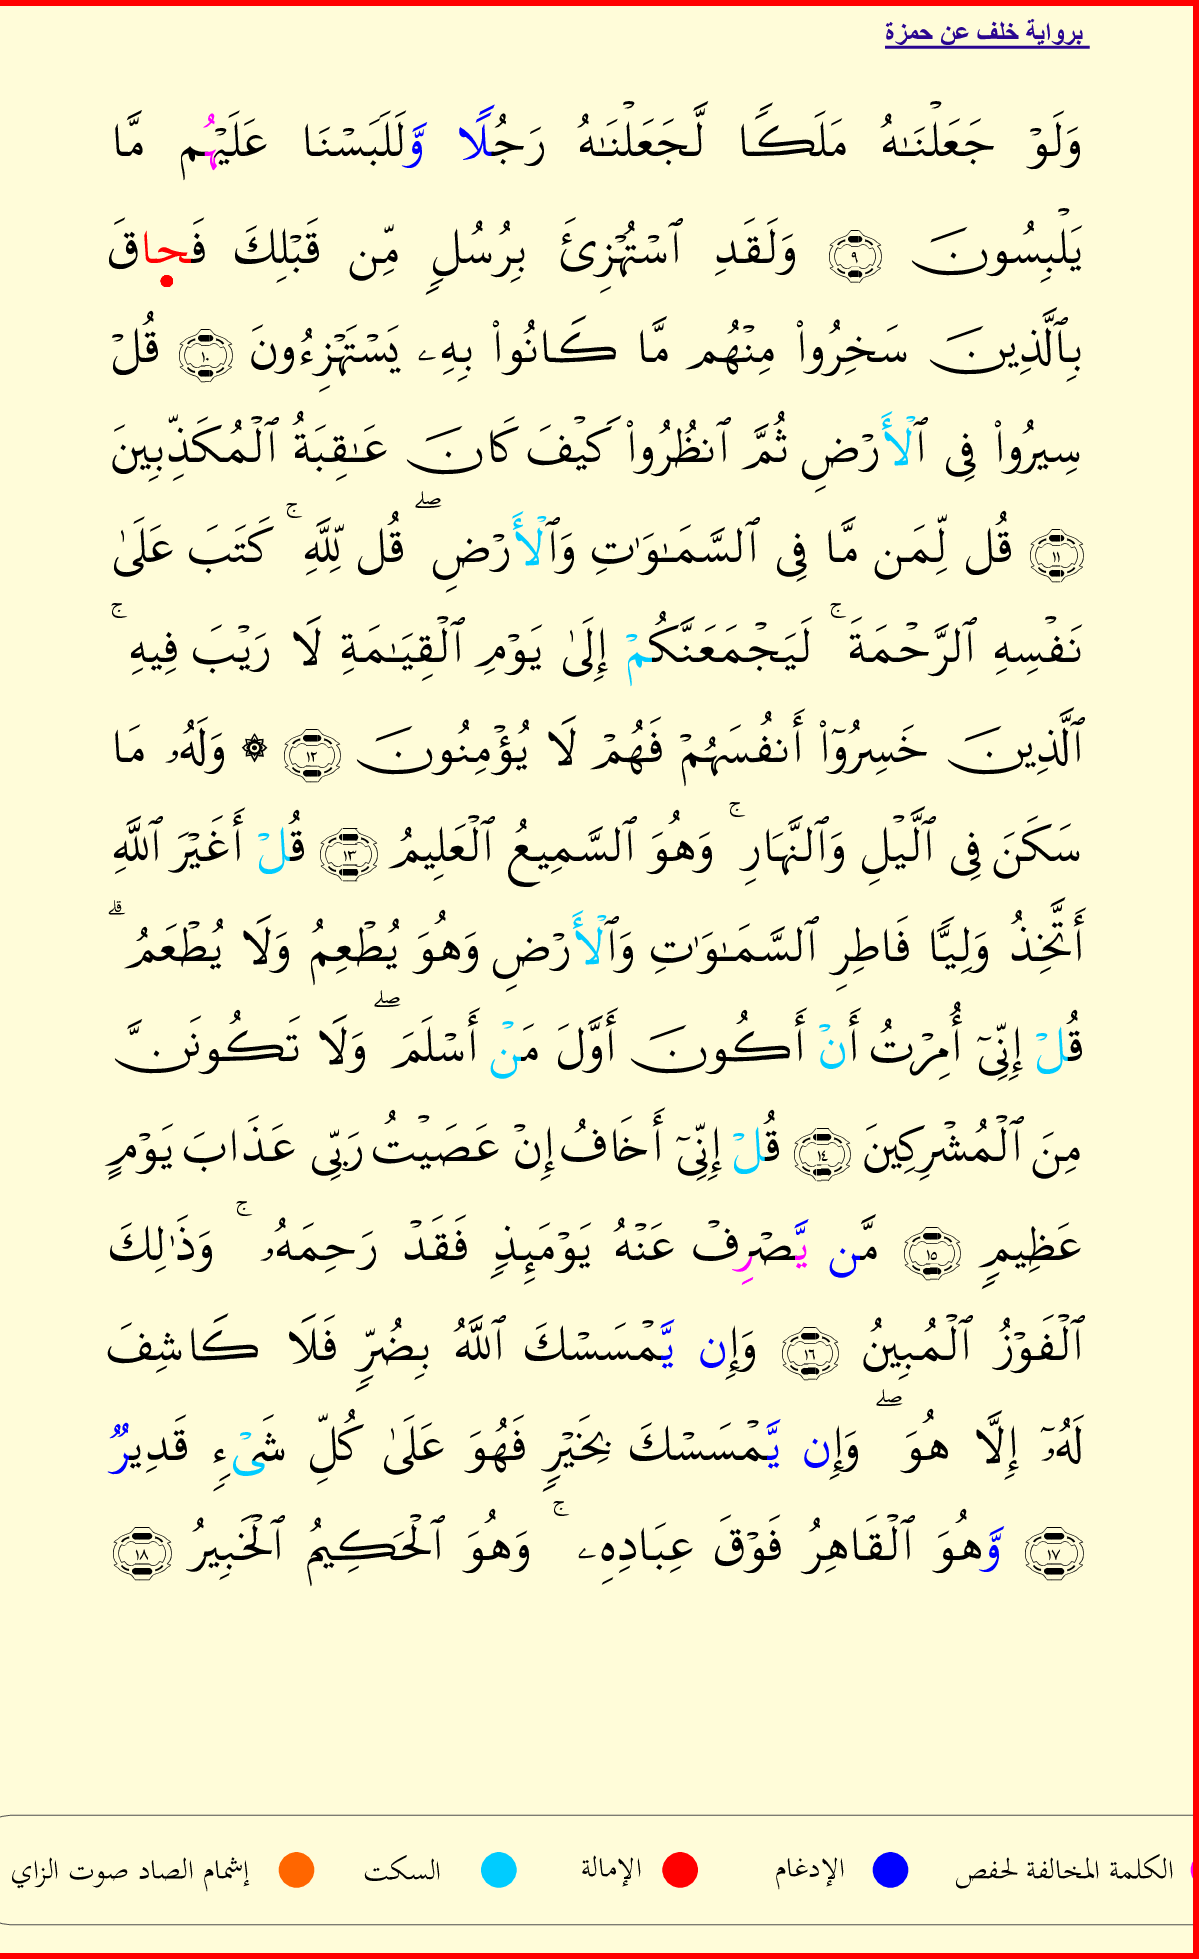 برواية خلف عن حمزة
وَلَوۡ جَعَلۡنَٰهُ مَلَكٗا لَّجَعَلۡنَٰهُ رَجُلٗا وَّلَلَبَسۡنَا عَلَيۡهُم مَّا
يَلۡبِسُونَ ٩ وَلَقَدِ ٱسۡتُهۡزِئَ بِرُسُلٖ مِّن قَبۡلِكَ فَحَاقَ
بِٱلَّذِينَ سَخِرُواْ مِنۡهُم مَّا كَانُواْ بِهِۦ يَسۡتَهۡزِءُونَ ١٠ قُلۡ
سِيرُواْ فِي ٱلۡأَرۡضِ ثُمَّ ٱنظُرُواْ كَيۡفَ كَانَ عَٰقِبَةُ ٱلۡمُكَذِّبِينَ
١١ قُل لِّمَن مَّا فِي ٱلسَّمَٰوَٰتِ وَٱلۡأَرۡضِۖ قُل لِّلَّهِۚ كَتَبَ عَلَىٰ
نَفۡسِهِ ٱلرَّحۡمَةَۚ لَيَجۡمَعَنَّكُمۡ إِلَىٰ يَوۡمِ ٱلۡقِيَٰمَةِ لَا رَيۡبَ فِيهِۚ
ٱلَّذِينَ خَسِرُوٓاْ أَنفُسَهُمۡ فَهُمۡ لَا يُؤۡمِنُونَ ١٢ ۞ وَلَهُۥ مَا
سَكَنَ فِي ٱلَّيۡلِ وَٱلنَّهَارِۚ وَهُوَ ٱلسَّمِيعُ ٱلۡعَلِيمُ ١٣ قُلۡ أَغَيۡرَ ٱللَّهِ
أَتَّخِذُ وَلِيّٗا فَاطِرِ ٱلسَّمَٰوَٰتِ وَٱلۡأَرۡضِ وَهُوَ يُطۡعِمُ وَلَا يُطۡعَمُۗ
قُلۡ إِنِّيٓ أُمِرۡتُ أَنۡ أَكُونَ أَوَّلَ مَنۡ أَسۡلَمَۖ وَلَا تَكُونَنَّ
مِنَ ٱلۡمُشۡرِكِينَ ١٤ قُلۡ إِنِّيٓ أَخَافُ إِنۡ عَصَيۡتُ رَبِّي عَذَابَ يَوۡمٍ
عَظِيمٖ ١٥ مَّن يَّصۡرِفۡ عَنۡهُ يَوۡمَئِذٖ فَقَدۡ رَحِمَهُۥۚ وَذَٰلِكَ
ٱلۡفَوۡزُ ٱلۡمُبِينُ ١٦ وَإِن يَّمۡسَسۡكَ ٱللَّهُ بِضُرّٖ فَلَا كَاشِفَ
لَهُۥٓ إِلَّا هُوَۖ وَإِن يَّمۡسَسۡكَ بِخَيۡرٖ فَهُوَ عَلَىٰ كُلِّ شَيۡءٖ قَدِيرٞ
١٧ وَّهُوَ ٱلۡقَاهِرُ فَوۡقَ عِبَادِهِۦۚ وَهُوَ ٱلۡحَكِيمُ ٱلۡخَبِيرُ ١٨
الكلمة المخالفة لحفص الإدغام الإمالة السكت إشمام الصاد صوت الزاي